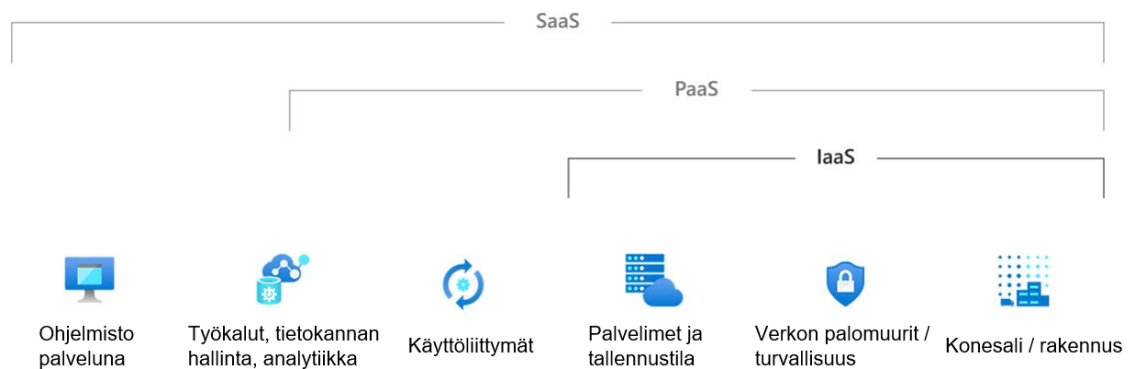 SaaS
PaaS
IaaS
Ohjelmisto
palveluna
Työkalut, tietokannan
hallinta, analytiikka
Käyttöliittymät
Palvelimet ja
tallennustila
Verkon palomuurit /
turvallisuus
Konesali / rakennus